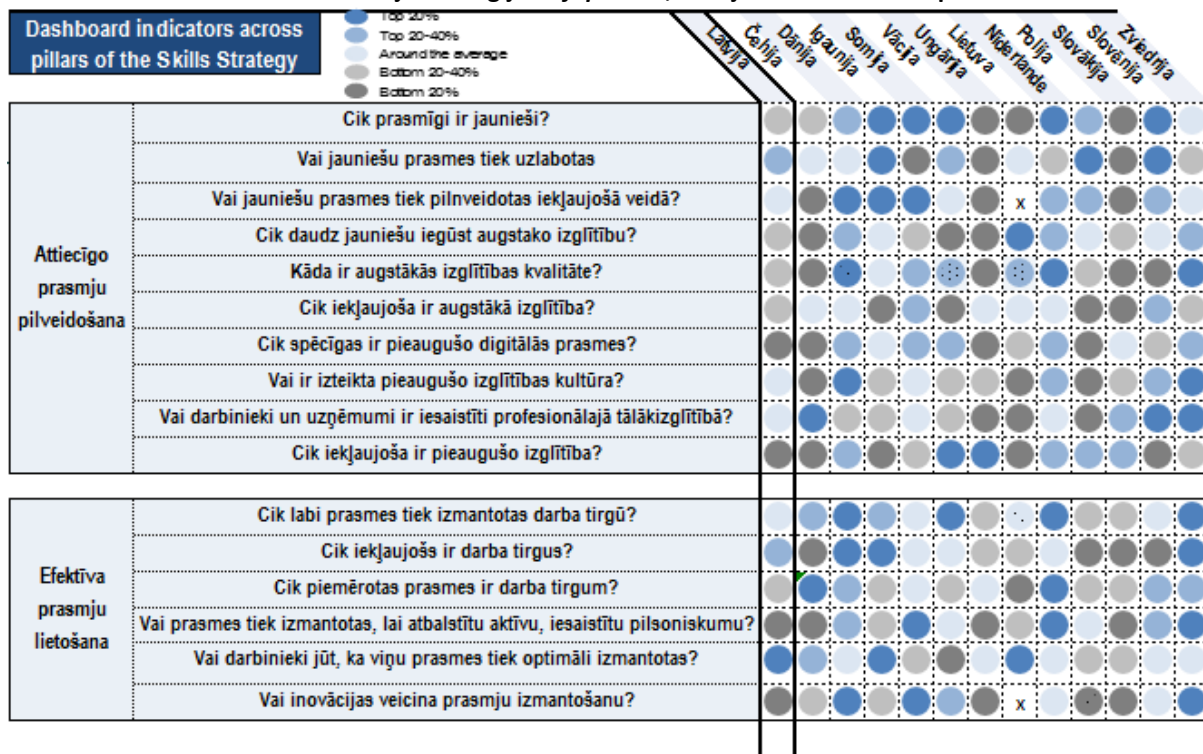 Dashboard indicators across
pillars of the Skills Strategy
Top 20%
Top 20-40%
Around the average
Bottom 20-40%
Bottom 20%
Latvija
Čehija
Dānija
Igaunija
Somija
Vācija
Ungārija
Lietuva
Nīderlande
Polija
Slovākija
Slovēnija
Zviedrija
Attiecīgo
prasmju
pilveidošana
Cik prasmīgi ir jaunieši?
Vai jauniešu prasmes tiek uzlabotas
Vai jauniešu prasmes tiek pilnveidotas iekļaujošā veidā?
x
Cik daudz jauniešu iegūst augstako izglītību?
Kāda ir augstākās izglītības kvalitāte?
Cik iekļaujoša ir augstākā izglītība?
Cik spēcīgas ir pieaugušo digitālās prasmes?
Vai ir izteikta pieaugušo izglītības kultūra?
Vai darbinieki un uzņēmumi ir iesaistīti profesionālajā tālākizglītībā?
Cik iekļaujoša ir pieaugušo izglītība?
Efektīva
prasmju
lietošana
Cik labi prasmes tiek izmantotas darba tirgū?
Cik iekļaujošs ir darba tirgus?
Cik piemērotas prasmes ir darba tirgum?
Vai prasmes tiek izmantotas, lai atbalstītu aktīvu, iesaistītu pilsoniskumu?
Vai darbinieki jūt, ka viņu prasmes tiek optimāli izmantotas?
Vai inovācijas veicina prasmju izmantošanu?
x